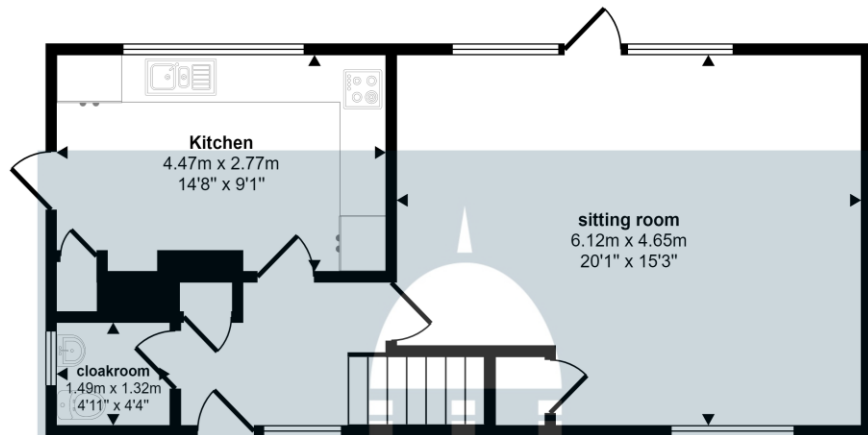 Kitchen
4.47m x 2.77m
14'8" x 9'1"
sitting room
6.12m x 4.65m
20'1" x 15'3"
cloakroom
1.49m x 1.32m
4'11" x 4'4"